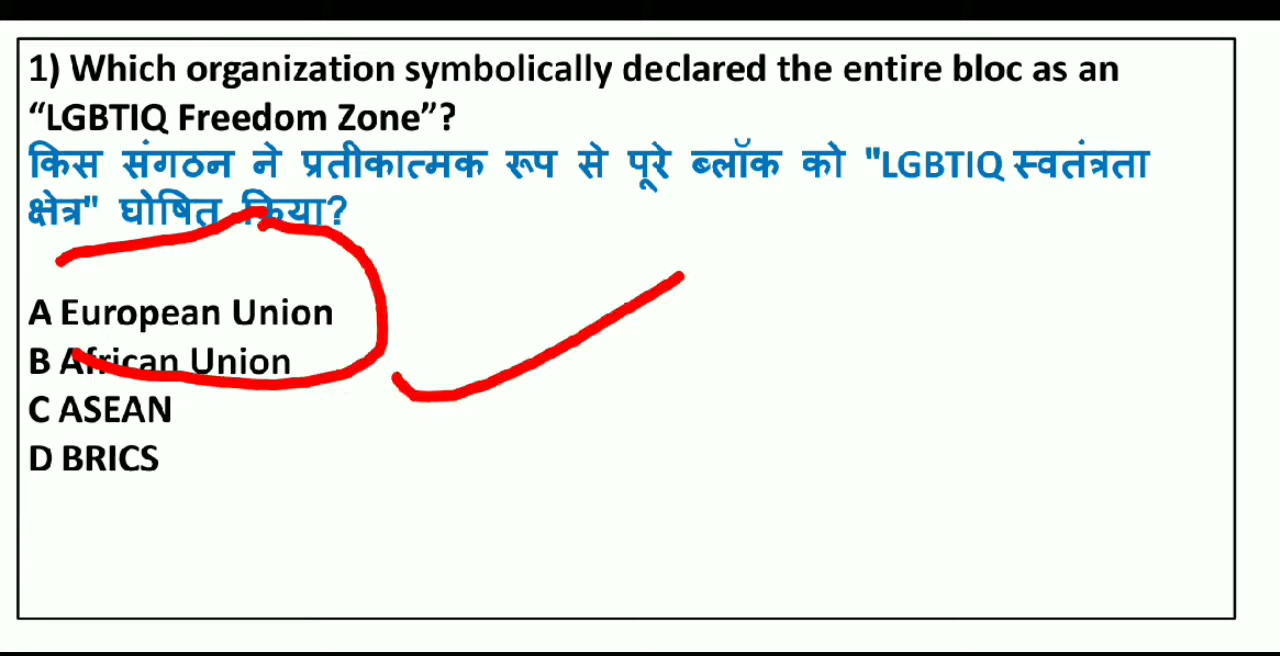 1) Which organization symbolically declared the entire bloc as an
“LGBTIQ Freedom Zone”?
किस संगठन ने प्रतीकात्मक रूप से पूरे ब्लॉक को "LGBTIQ स्वतंत्रता
क्षेत्र" घोषित किया?
A European Union
B African Union
C ASEAN
D BRICS